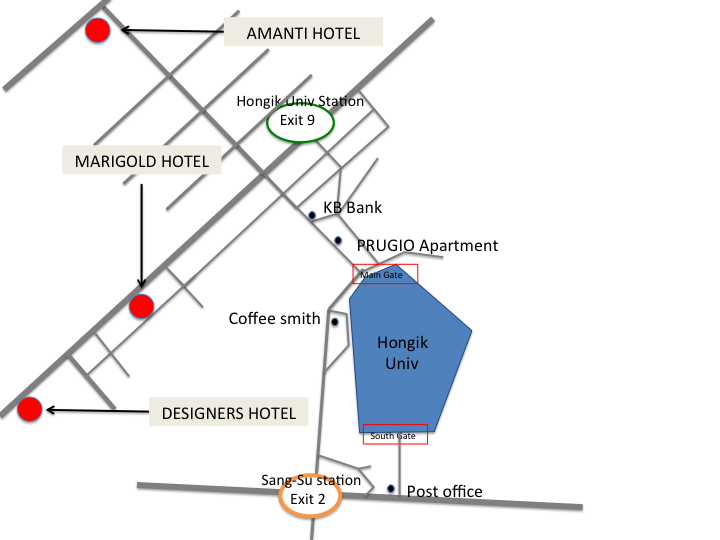 AMANTI HOTEL
Hongik Univ Station
Exit 9
MARIGOLD HOTEL
KB Bank
PRUGIO Apartment
Main Gate
Coffee smith
Hongik
Univ
DESIGNERS HOTEL
South Gate
Sang-Su station
Exit 2
Post office